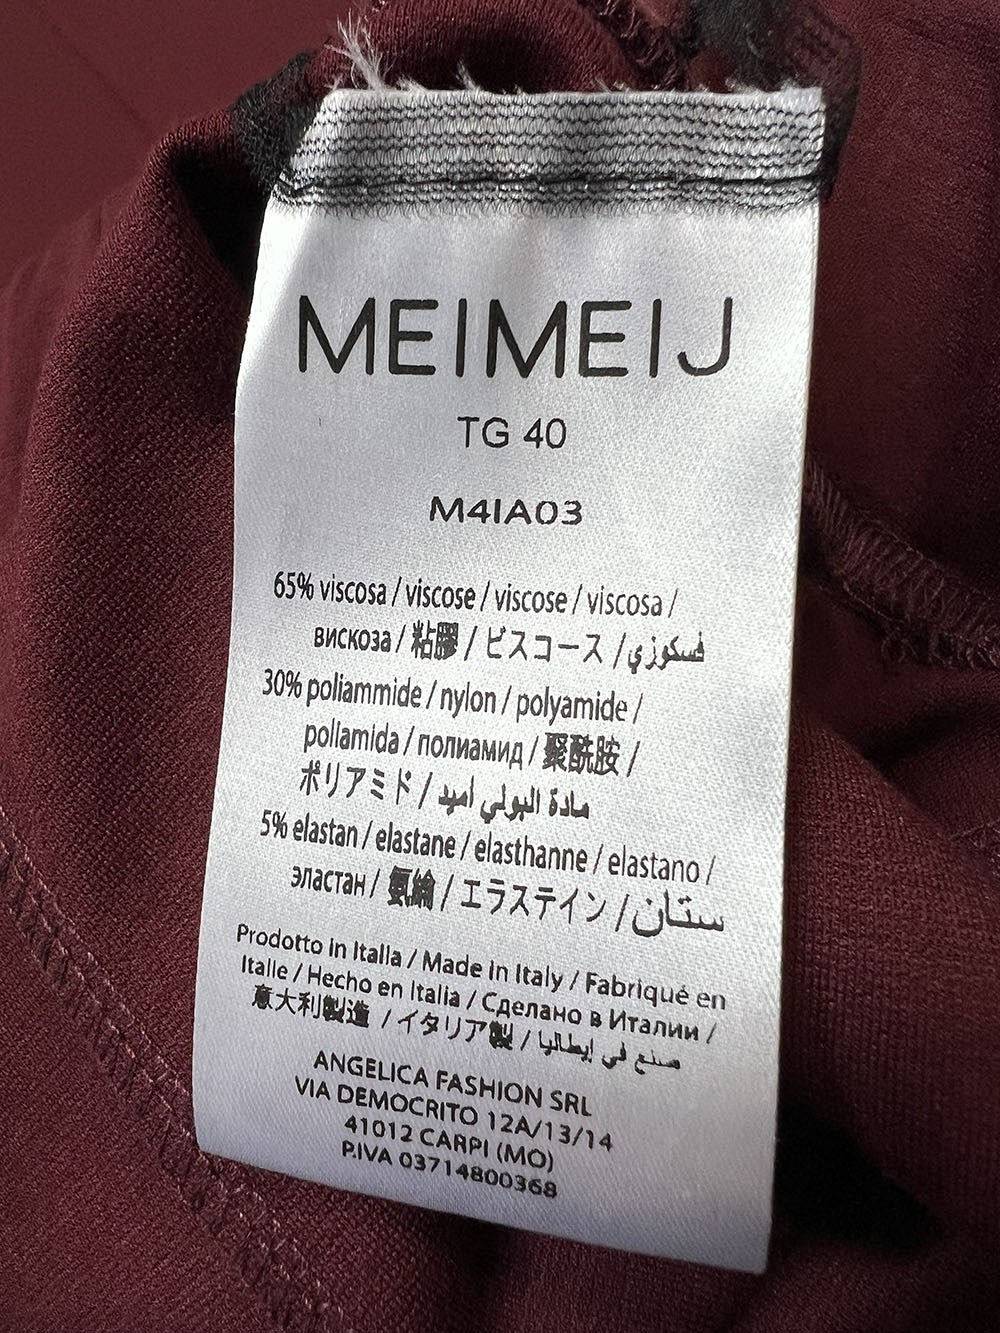 MEIMEIJ
TG 40
M4IA03
65% viscosa / viscose / viscose / viscosa /
вискоза / 粘膠 / ビスコース / فسكوزي
30% poliammide / nylon / polyamide /
poliamida / полиамид / 聚酰胺 /
ポリアミド / مادة البولي اميد
5% elastan / elastane / elasthanne / elastano /
эластан / 氨綸 / エラステイン / ستان
Prodotto in Italia / Made in Italy / Fabriqué en
Italie / Hecho en Italia / Сделано в Италии /
意大利製造 / イタリア製 / صنع في إيطاليا
ANGELICA FASHION SRL
VIA DEMOCRITO 12A/13/14
41012 CARPI (MO)
P.IVA 03714800368